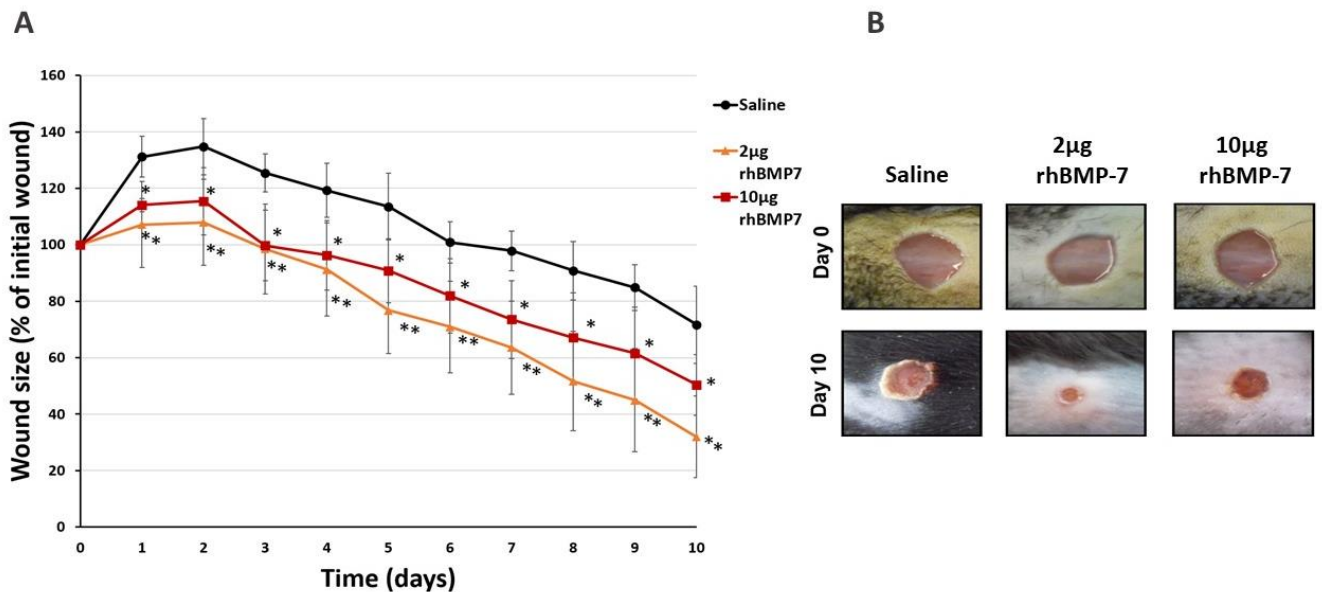 A
B
160
140
120
100
80
60
40
20
0
0 1 2 3 4 5 6 7 8 9 10
Wound size (% of initial wound)
Time (days)
Saline
2µg
rhBMP7
10µg
rhBMP7
* * * * * * * * * *
** ** ** ** ** ** ** ** ** **
Saline
2µg
rhBMP-7
10µg
rhBMP-7
Day 0
Day 10